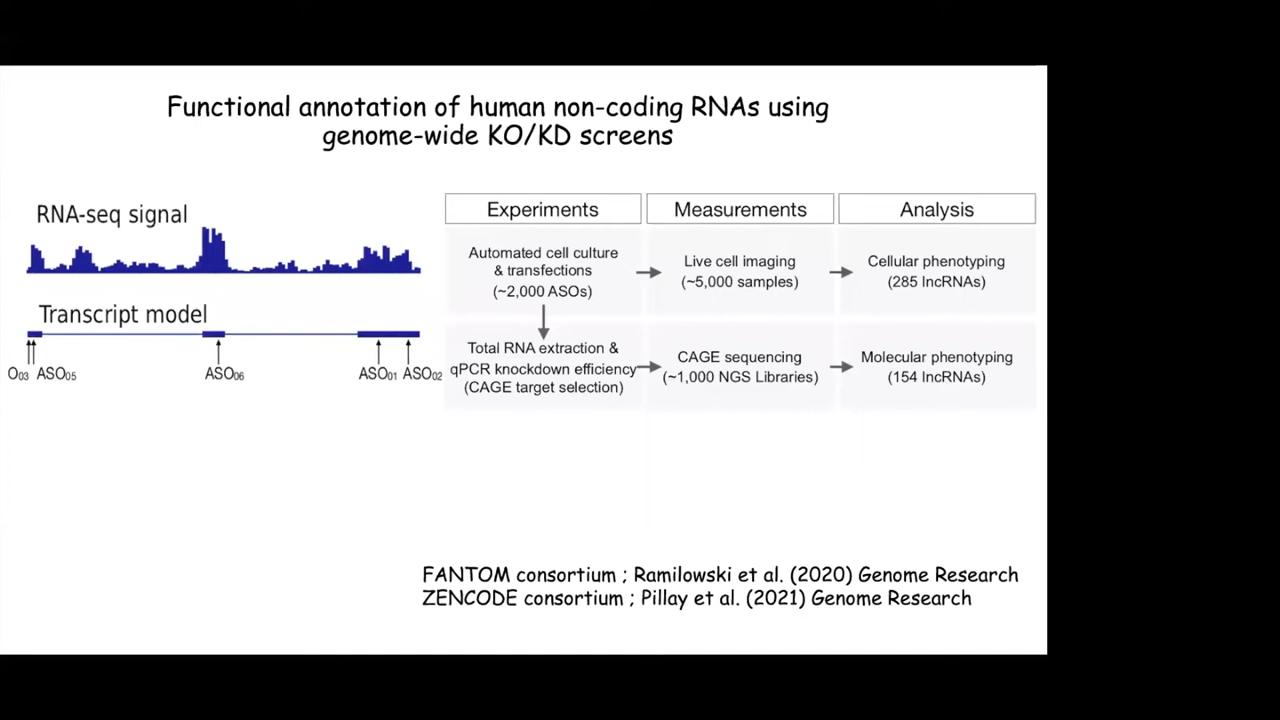 Functional annotation of human non-coding RNAs using
genome-wide KO/KD screens
RNA-seq signal
Transcript model
O03 ASO05 ASO06 ASO01 ASO02
Experiments Measurements Analysis
Automated cell culture
& transfections
(~2,000 ASOs)
Live cell imaging
(~5,000 samples)
Cellular phenotyping
(285 lncRNAs)
Total RNA extraction &
qPCR knockdown efficiency
(CAGE target selection)
CAGE sequencing
(~1,000 NGS Libraries)
Molecular phenotyping
(154 lncRNAs)
FANTOM consortium ; Ramilowski et al. (2020) Genome Research
ZENCODE consortium ; Pillay et al. (2021) Genome Research